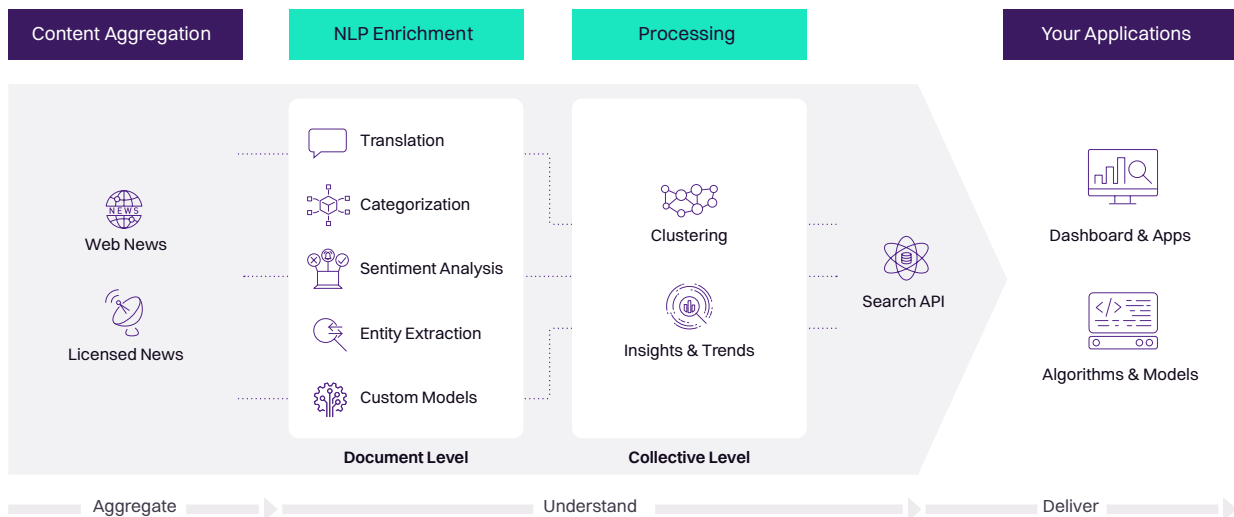 Content Aggregation
NLP Enrichment
Processing
Your Applications
NEWS
Web News
Licensed News
Translation
Categorization
Sentiment Analysis
Entity Extraction
Custom Models
Document Level
Clustering
Insights & Trends
Collective Level
Search API
Dashboard & Apps
</>
Algorithms & Models
Aggregate
Understand
Deliver